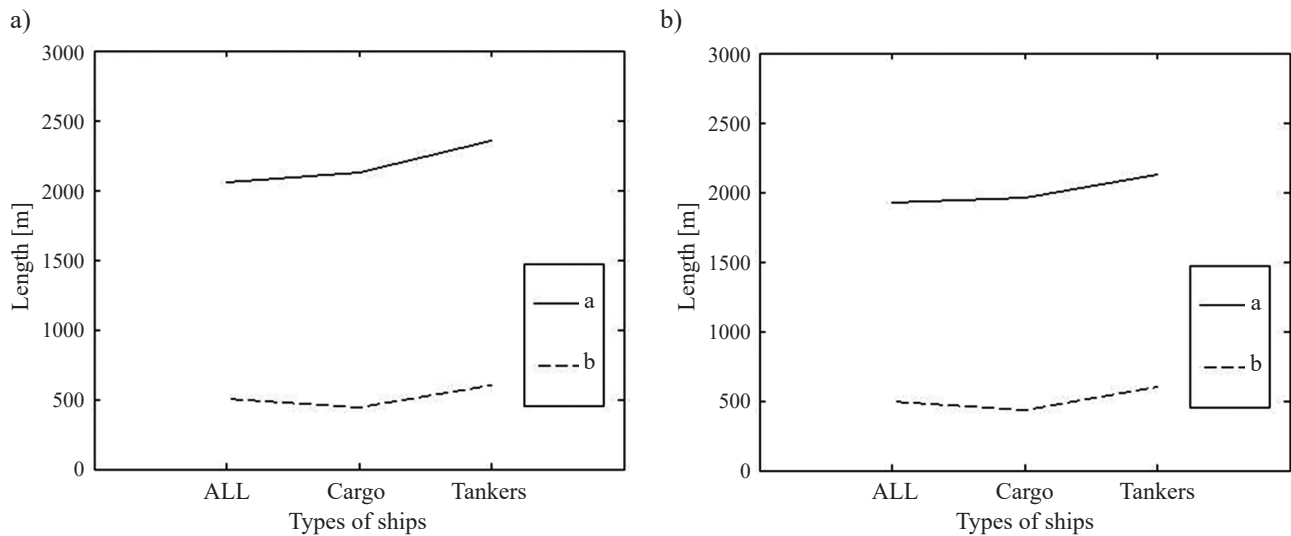 a)
3000
2500
2000
1500
1000
500
0
Length [m]
a
b
ALL Cargo Tankers
Types of ships
b)
3000
2500
2000
1500
1000
500
0
Length [m]
a
b
ALL Cargo Tankers
Types of ships